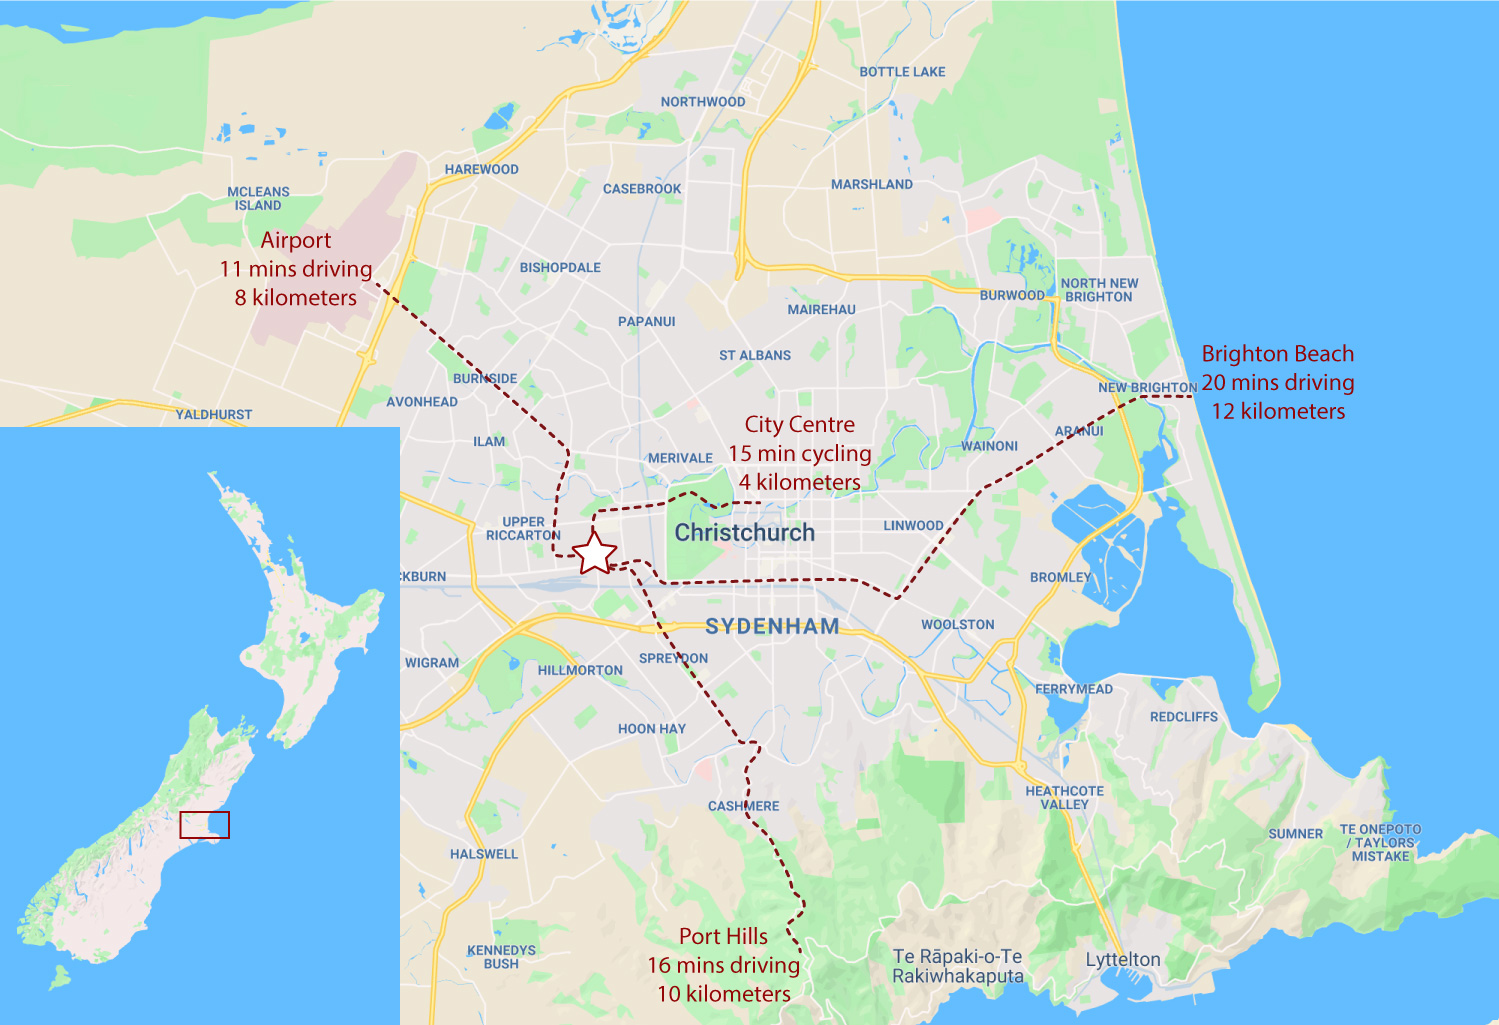 BOTTLE LAKE
NORTHWOOD
HAREWOOD
CASEBROOK
MARSHLAND
MCLEANS
ISLAND
Airport
11 mins driving
8 kilometers
BISHOPDALE
NORTH NEW
BRIGHTON
BURWOOD
MAIREHAU
PAPANUI
ST ALBANS
Brighton Beach
20 mins driving
12 kilometers
BURNSIDE
NEW BRIGHTON
AVONHEAD
YALDHURST
City Centre
15 min cycling
4 kilometers
ARANUI
ILAM
WAINONI
MERIVALE
UPPER
RICCARTON
Christchurch
LINWOOD
CKBURN
BROMLEY
SYDENHAM
WOOLSTON
WIGRAM
SPREYDON
HILLMORTON
FERRYMEAD
REDCLIFFS
HOON HAY
HEATHCOTE
VALLEY
CASHMERE
SUMNER
TE ONEPOTO
/ TAYLORS
MISTAKE
HALSWELL
Port Hills
16 mins driving
10 kilometers
KENNEDYS
BUSH
Te Rāpaki-o-Te
Rakiwhakaputa
Lyttelton